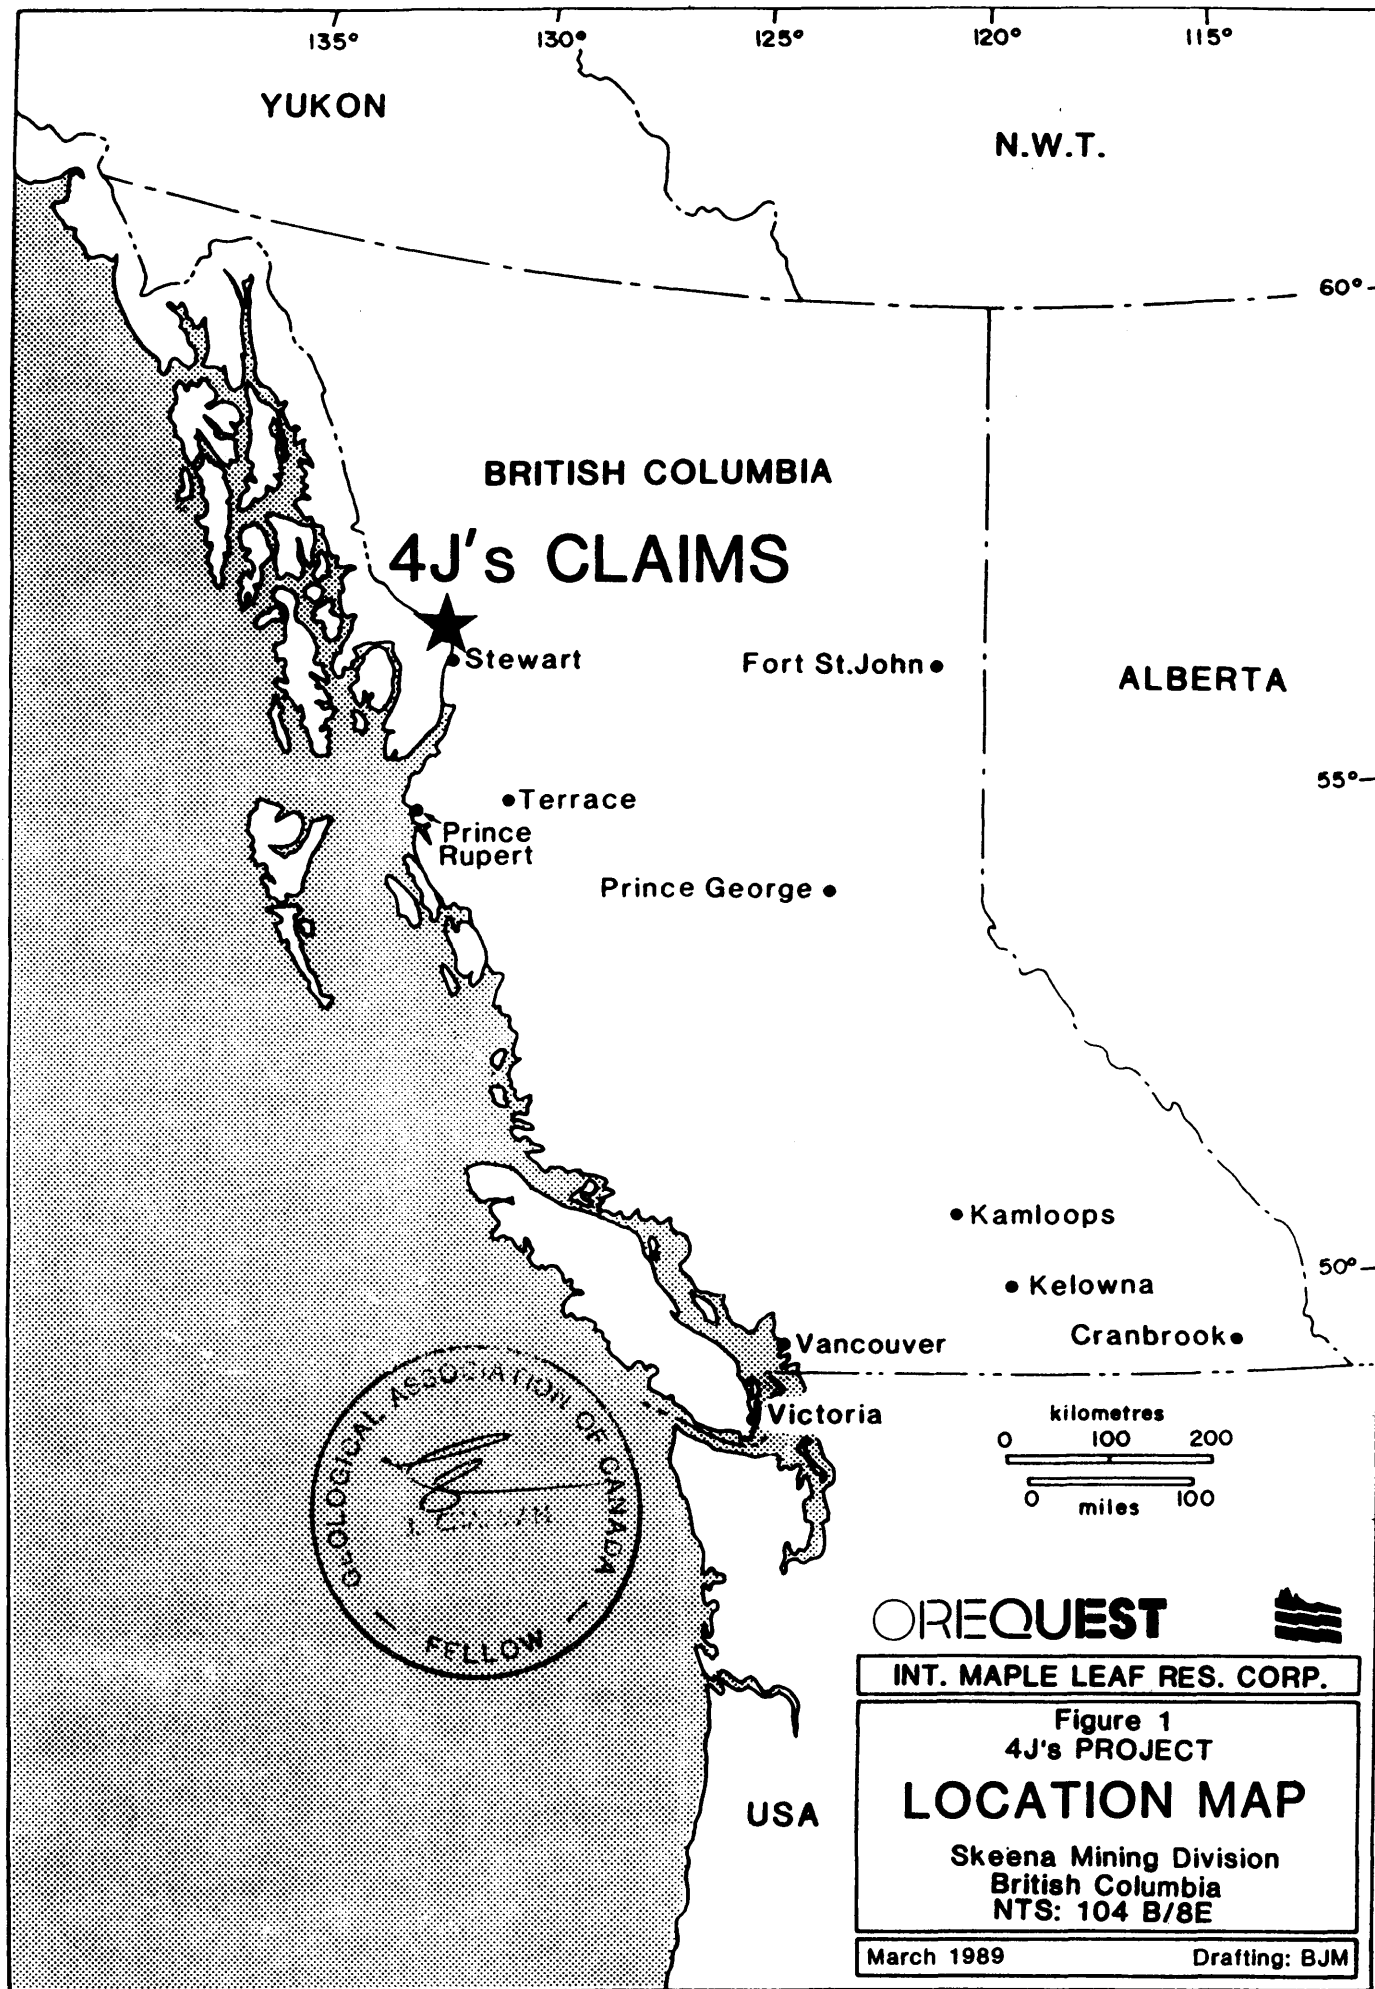 135° 130° 125° 120° 115°
YUKON
N.W.T.
60°
BRITISH COLUMBIA
4J's CLAIMS
Stewart
Fort St.John
ALBERTA
55°
Terrace
Prince
Rupert
Prince George
Kamloops
50°
Kelowna
Cranbrook
Vancouver
Victoria
kilometres
0 100 200
0 100
miles
GEOLOGICAL ASSOCIATION OF CANADA
FELLOW
OREQUEST
INT. MAPLE LEAF RES. CORP.
Figure 1
4J's PROJECT
LOCATION MAP
Skeena Mining Division
British Columbia
NTS: 104 B/8E
March 1989 Drafting: BJM
USA